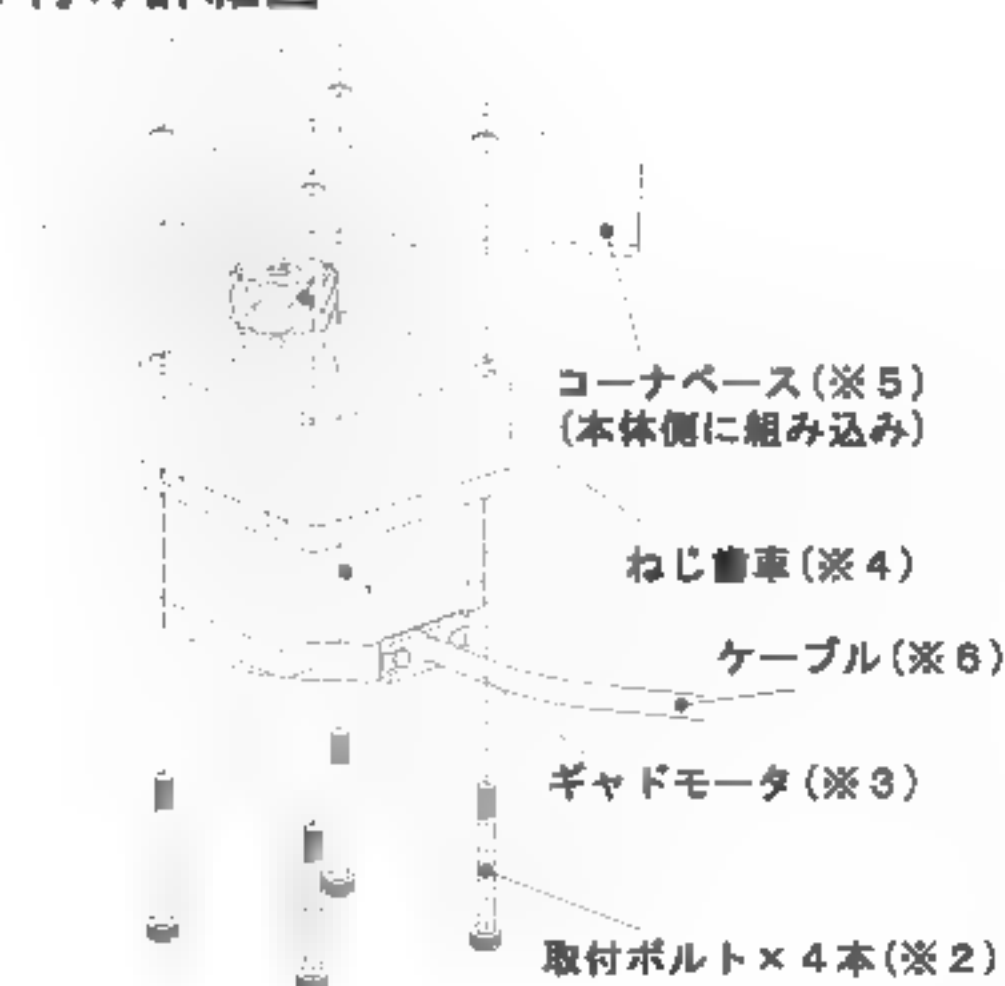 コーナベース(※5)
(本体側に組み込み)
ねじ歯車(※4)
ケーブル(※6)
ギャドモータ(※3)
取付ボルト×4本(※2)